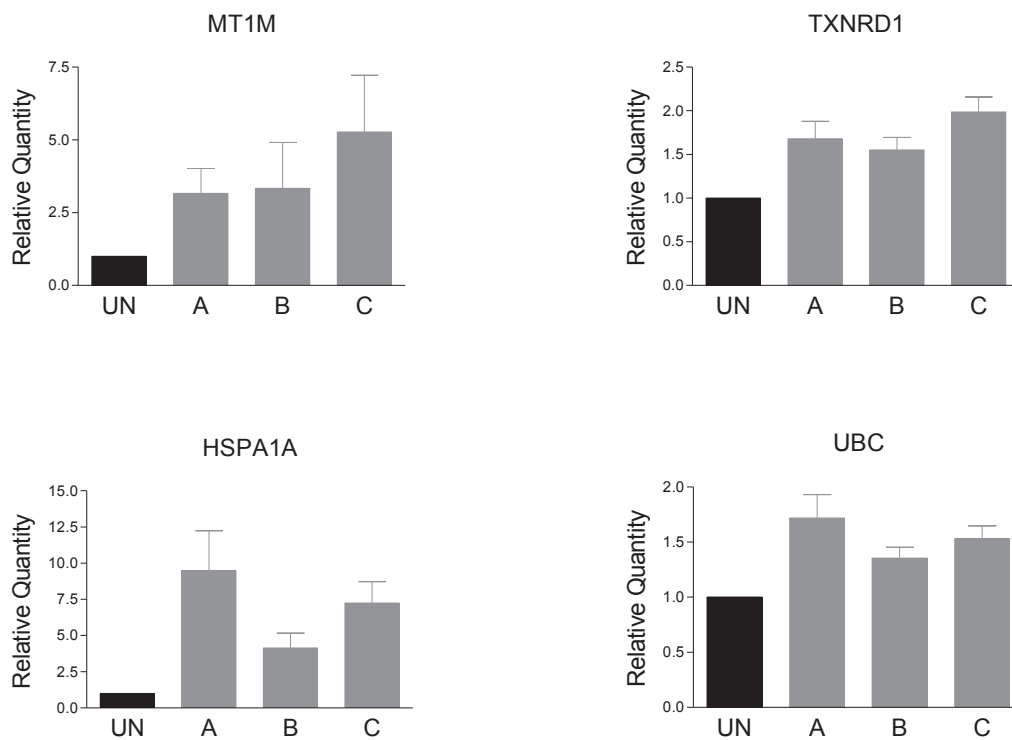 MT1M
Relative Quantity
7.5
5.0
2.5
0.0
UN A B C
TXNRD1
Relative Quantity
2.5
2.0
1.5
1.0
0.5
0.0
UN A B C
HSPA1A
Relative Quantity
15.0
12.5
10.0
7.5
5.0
2.5
0.0
UN A B C
UBC
Relative Quantity
2.0
1.5
1.0
0.5
0.0
UN A B C